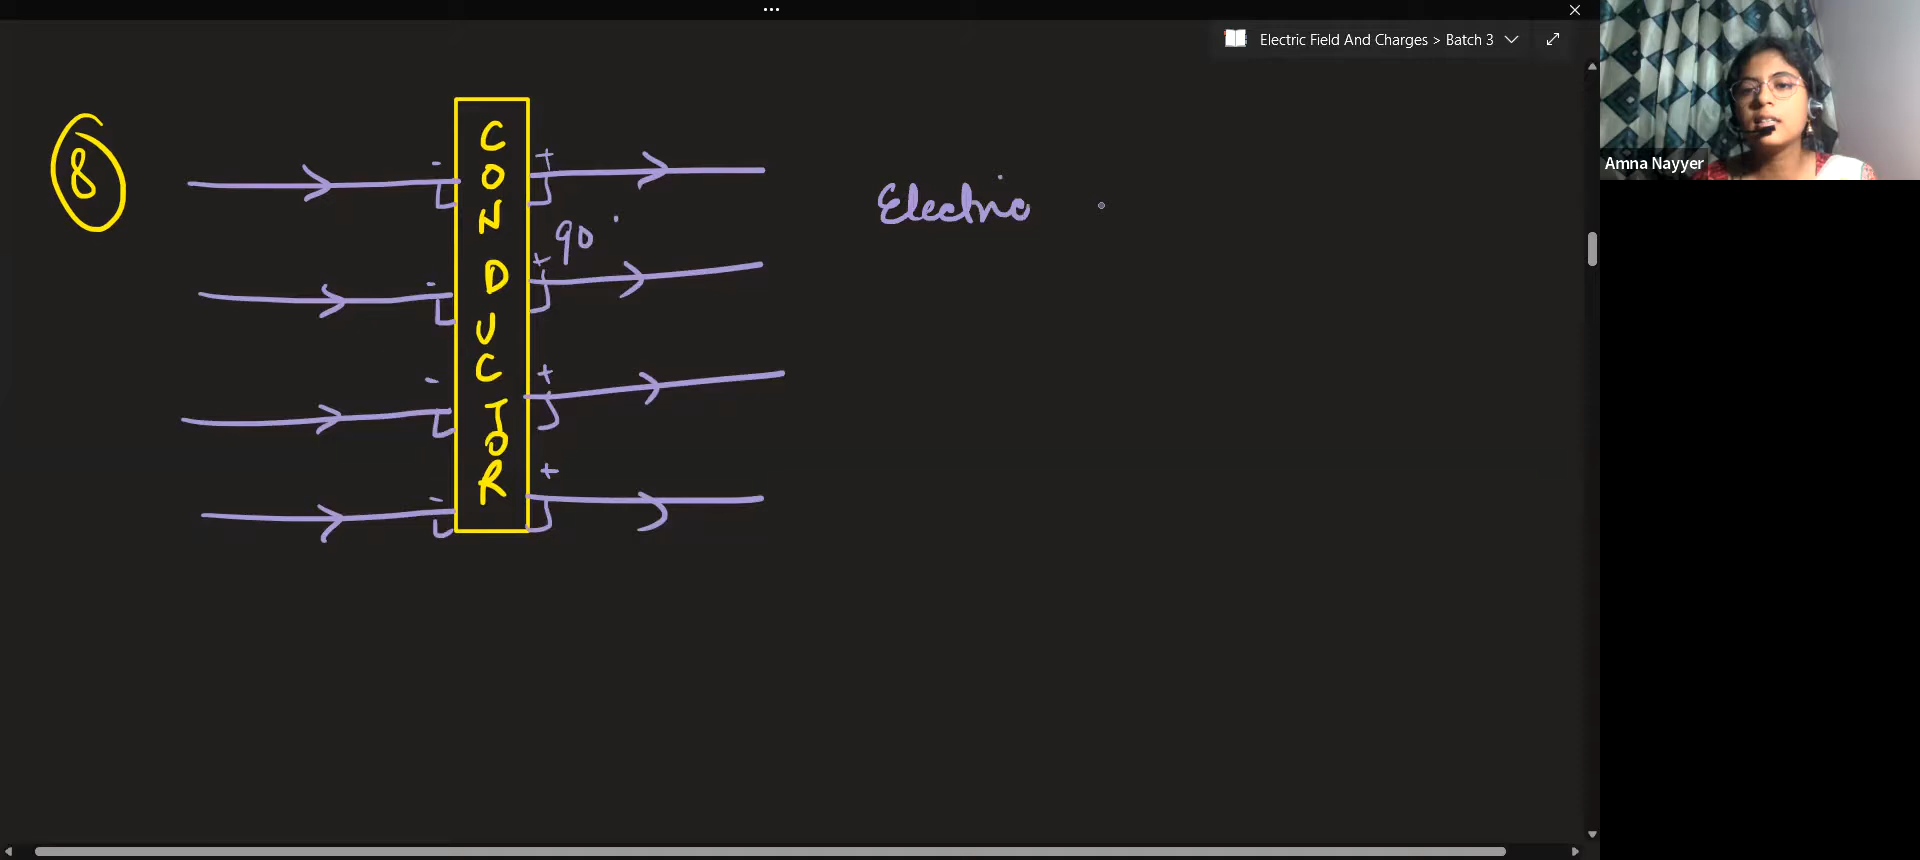 Electric Field And Charges > Batch 3
Amna Nayyer
8
CONDUCTOR
- +
90°
Electric
- +
- +
- +